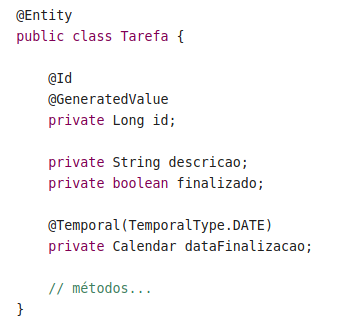 @Entity
public class Tarefa {
@Id
@GeneratedValue
private Long id;
private String descricao;
private boolean finalizado;
@Temporal(TemporalType.DATE)
private Calendar dataFinalizacao;
// métodos...
}